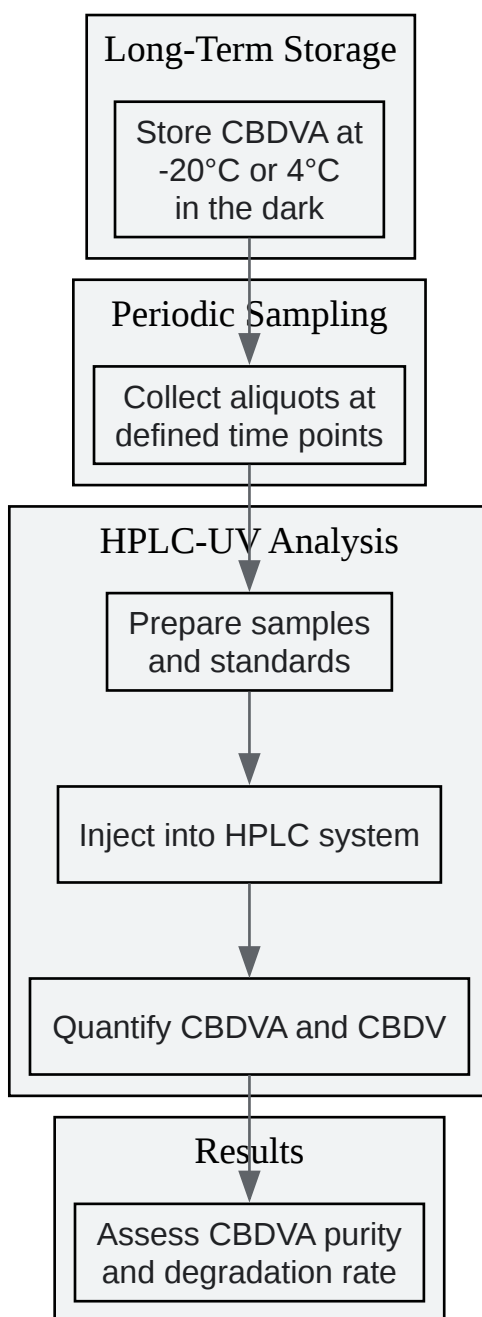 Long-Term Storage
Store CBDVA at
-20°C or 4°C
in the dark
Periodic Sampling
Collect aliquots at
defined time points
HPLC-UV Analysis
Prepare samples
and standards
Inject into HPLC system
Quantify CBDVA and CBDV
Results
Assess CBDVA purity
and degradation rate